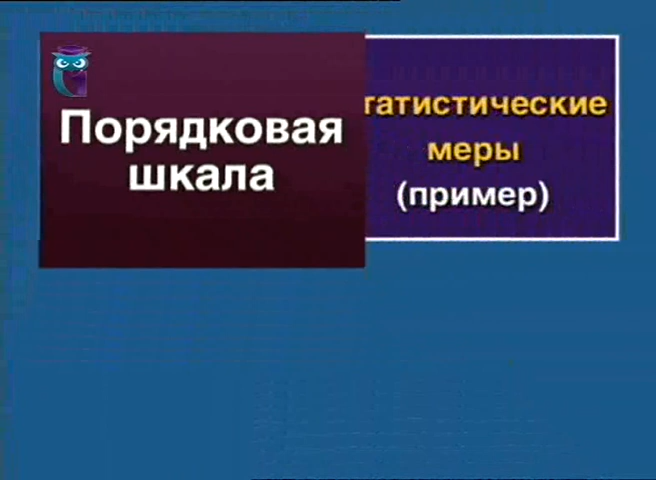 Порядковая
шкала
татистические
меры
(пример)